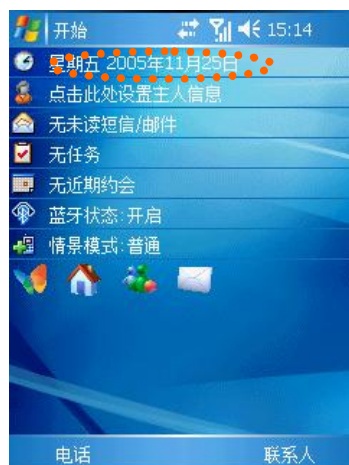 开始 15:14
星期五 2005年11月25日
点击此处设置主人信息
无未读短信/邮件
无任务
无近期约会
蓝牙状态:开启
情景模式:普通
电话 联系人